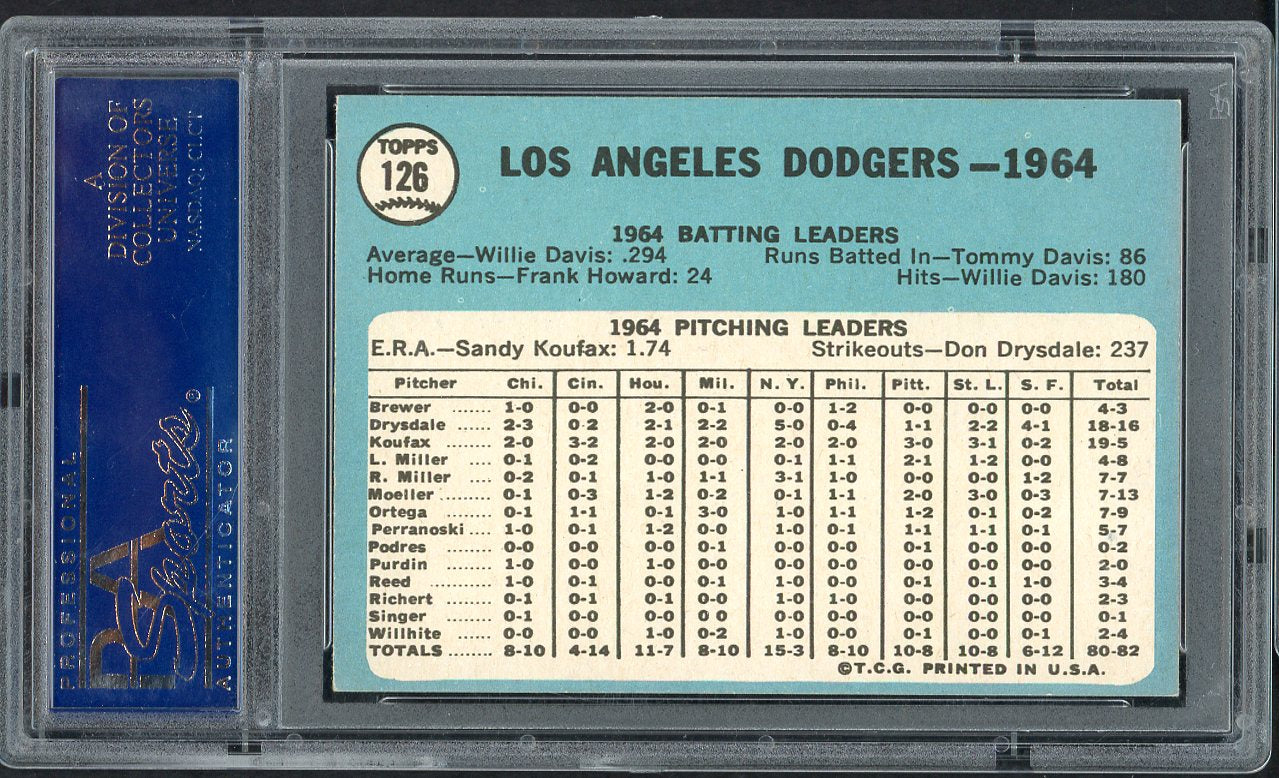 A
DIVISION OF
COLLECTORS
UNIVERSE
NASDAQ: CLCT
PROFESSIONAL
PSA
Sports®
AUTHENTICATOR
PSA
TOPPS
126
LOS ANGELES DODGERS—1964
1964 BATTING LEADERS
Average—Willie Davis: .294 Runs Batted In—Tommy Davis: 86
Home Runs—Frank Howard: 24 Hits—Willie Davis: 180
1964 PITCHING LEADERS
E.R.A.—Sandy Koufax: 1.74 Strikeouts—Don Drysdale: 237
Pitcher Chi. Cin. Hou. Mil. N. Y. Phil. Pitt. St. L. S. F. Total
Brewer ....... 1-0 0-0 2-0 0-1 0-0 1-2 0-0 0-0 0-0 4-3
Drysdale ...... 2-3 0-2 2-1 2-2 5-0 0-4 1-1 2-2 4-1 18-16
Koufax ....... 2-0 3-2 2-0 2-0 2-0 2-0 3-0 3-1 0-2 19-5
L. Miller .... 0-1 0-2 0-0 0-0 0-1 1-1 2-1 1-2 0-0 4-8
R. Miller .... 0-2 0-1 1-0 1-1 3-1 1-0 0-0 0-0 1-2 7-7
Moeller ......... 0-1 0-3 1-2 0-2 0-1 1-1 2-0 3-0 0-3 7-13
Ortega ........ 0-1 1-1 0-1 3-0 1-0 1-1 1-2 0-1 0-2 7-9
Perranoski .... 1-0 0-1 1-2 0-0 1-0 0-1 1-1 1-1 0-1 5-7
Podres ........ 0-0 0-0 0-0 0-1 0-0 0-0 0-1 0-0 0-0 0-2
Purdin ........ 1-0 0-0 1-0 0-0 0-0 0-0 0-0 0-0 0-0 2-0
Reed .......... 1-0 0-1 0-0 0-1 1-0 0-0 0-1 0-1 1-0 3-4
Richert ........ 0-1 0-1 0-1 0-0 1-0 1-0 0-0 0-0 0-0 2-3
Singer ........ 0-1 0-0 0-0 0 0 0-0 0-0 0-0 0-0 0-0 0-1
Willhite ....... 0-0 0-0 1-0 0-2 1-0 0-0 0-1 0-0 0-1 2-4
TOTALS ....... 8-10 4-14 11-7 8-10 15-3 8-10 10-8 10-8 6-12 80-82
©T.C.G. PRINTED IN U.S.A.